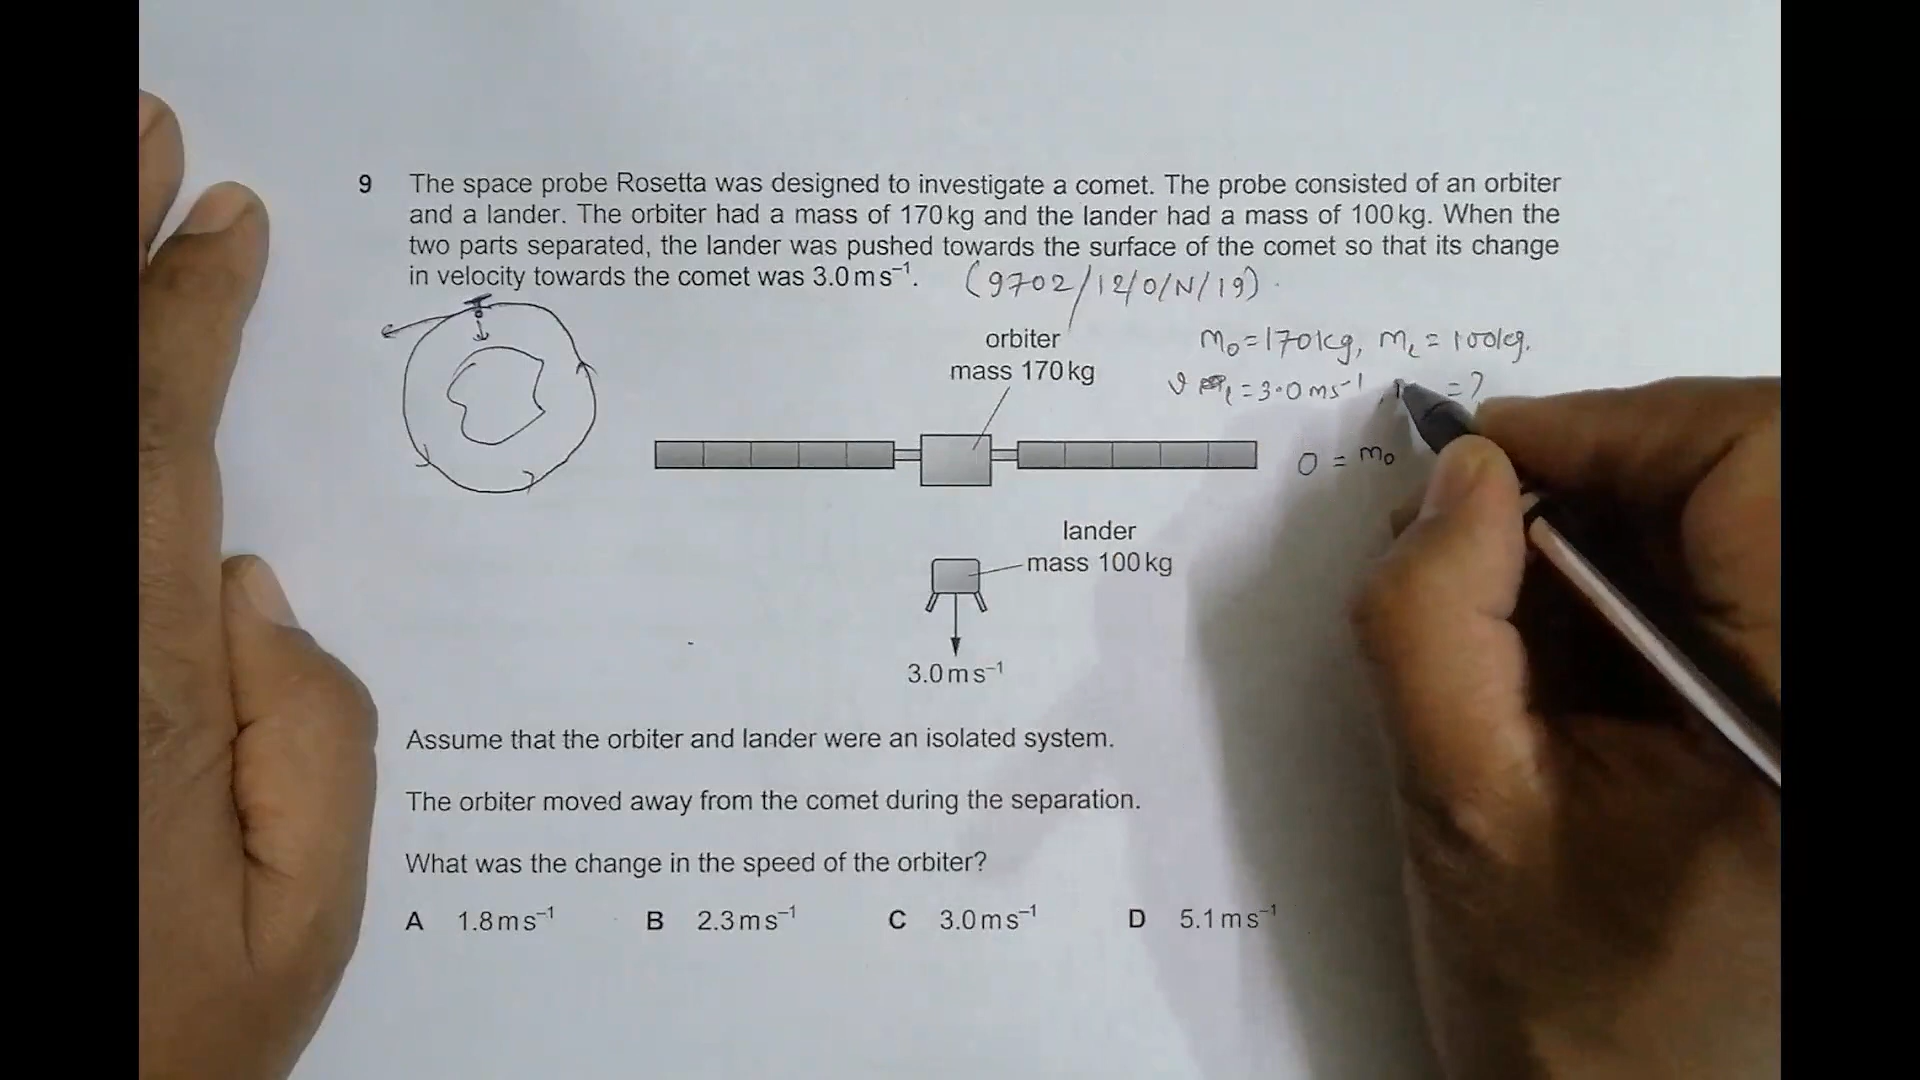 9 The space probe Rosetta was designed to investigate a comet. The probe consisted of an orbiter
and a lander. The orbiter had a mass of 170 kg and the lander had a mass of 100 kg. When the
two parts separated, the lander was pushed towards the surface of the comet so that its change
in velocity towards the comet was 3.0 m s⁻¹. (9702/12/O/N/19).
orbiter
mass 170 kg
m₀ = 170 kg, m_L = 100 kg.
= 3.0 ms⁻¹, = ?
0 = m₀
lander
mass 100 kg
3.0 m s⁻¹
Assume that the orbiter and lander were an isolated system.
The orbiter moved away from the comet during the separation.
What was the change in the speed of the orbiter?
A 1.8 m s⁻¹ B 2.3 m s⁻¹ C 3.0 m s⁻¹ D 5.1 m s⁻¹